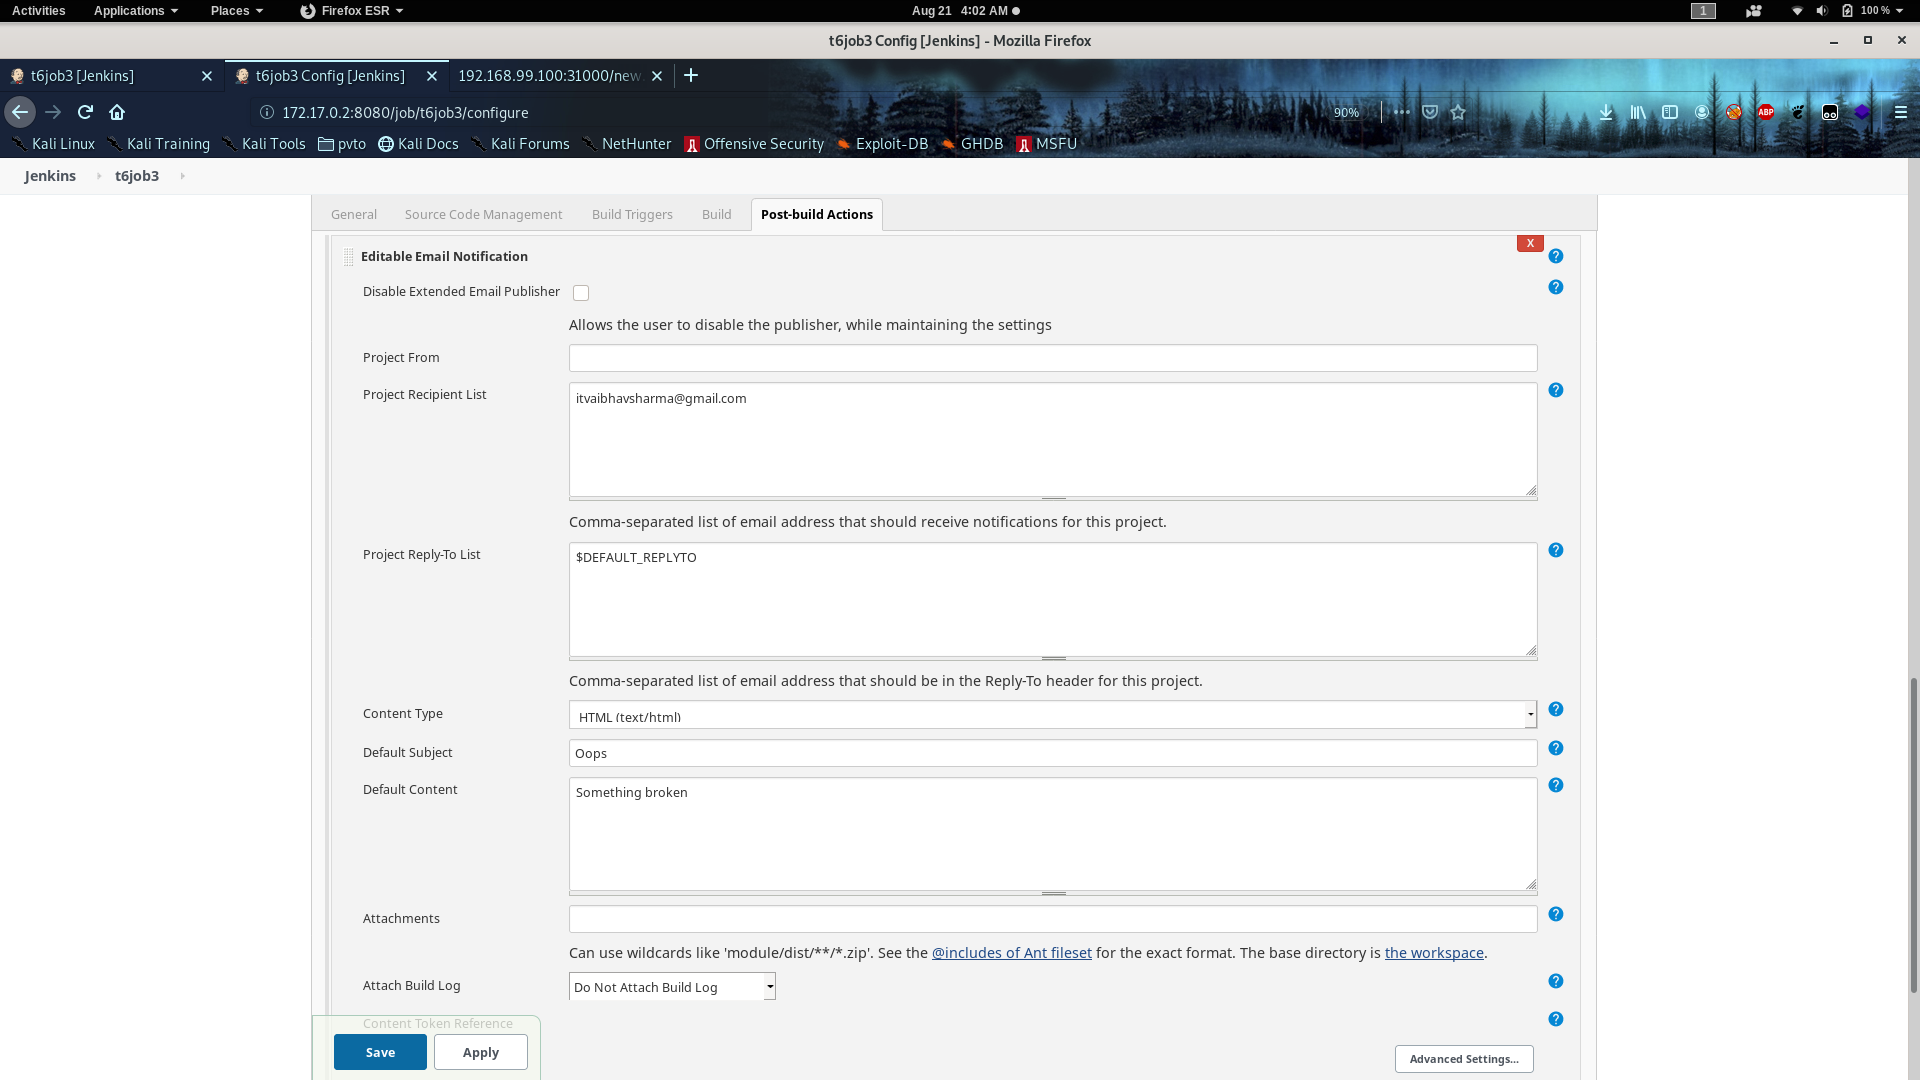 Activities Applications Places Firefox ESR Aug 21 4:02 AM 1 100 %
t6job3 Config [Jenkins] - Mozilla Firefox
t6job3 [Jenkins] t6job3 Config [Jenkins] 192.168.99.100:31000/new
172.17.0.2:8080/job/t6job3/configure 90% ABP
Kali Linux Kali Training Kali Tools pvto Kali Docs Kali Forums NetHunter Offensive Security Exploit-DB GHDB MSFU
Jenkins t6job3
General Source Code Management Build Triggers Build Post-build Actions
X
Editable Email Notification ?
Disable Extended Email Publisher ?
Allows the user to disable the publisher, while maintaining the settings
Project From
Project Recipient List itvaibhavsharma@gmail.com ?
Comma-separated list of email address that should receive notifications for this project.
Project Reply-To List $DEFAULT_REPLYTO ?
Comma-separated list of email address that should be in the Reply-To header for this project.
Content Type HTML (text/html) ?
Default Subject Oops ?
Default Content Something broken ?
Attachments ?
Can use wildcards like 'module/dist/**/*.zip'. See the @includes of Ant fileset for the exact format. The base directory is the workspace.
Attach Build Log Do Not Attach Build Log ?
Content Token Reference ?
Save Apply Advanced Settings...